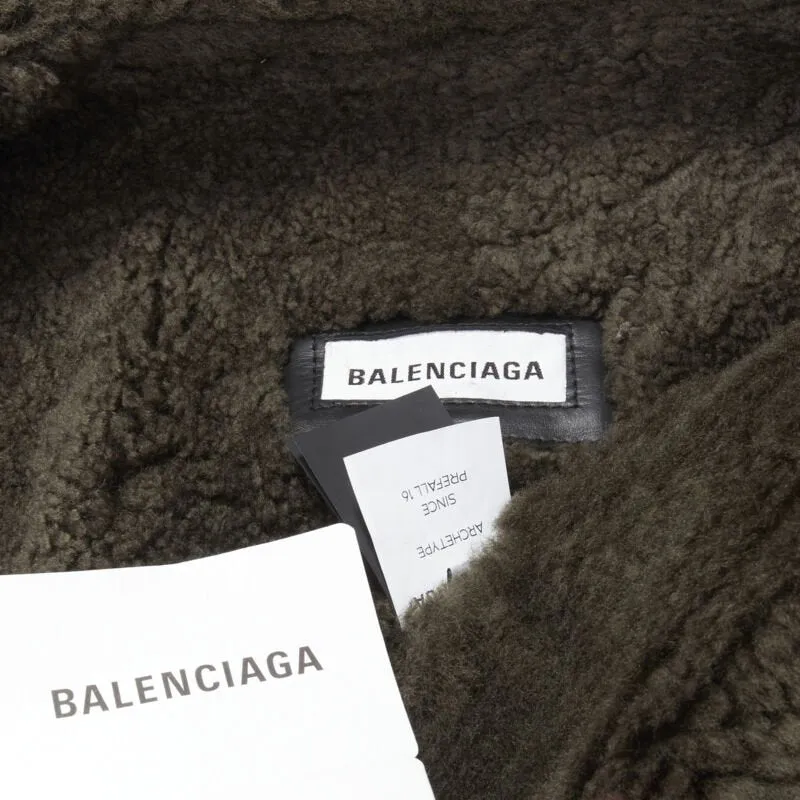 BALENCIAGA
PREFALL 16
SINCE
ARCHETYPE
BALENCIAGA